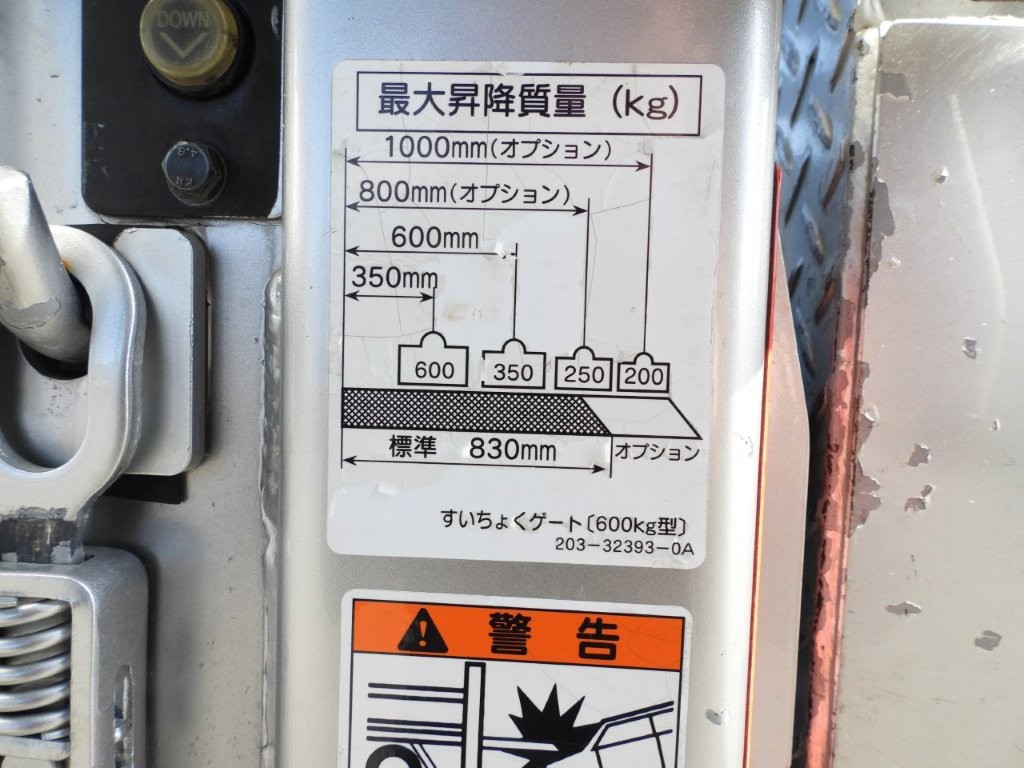 DOWN
最大昇降質量 (kg)
1000mm(オプション)
800mm(オプション)
600mm
350mm
600 350 250 200
標準 830mm オプション
すいちょくゲート〔600kg型〕
203-32393-0A
警告